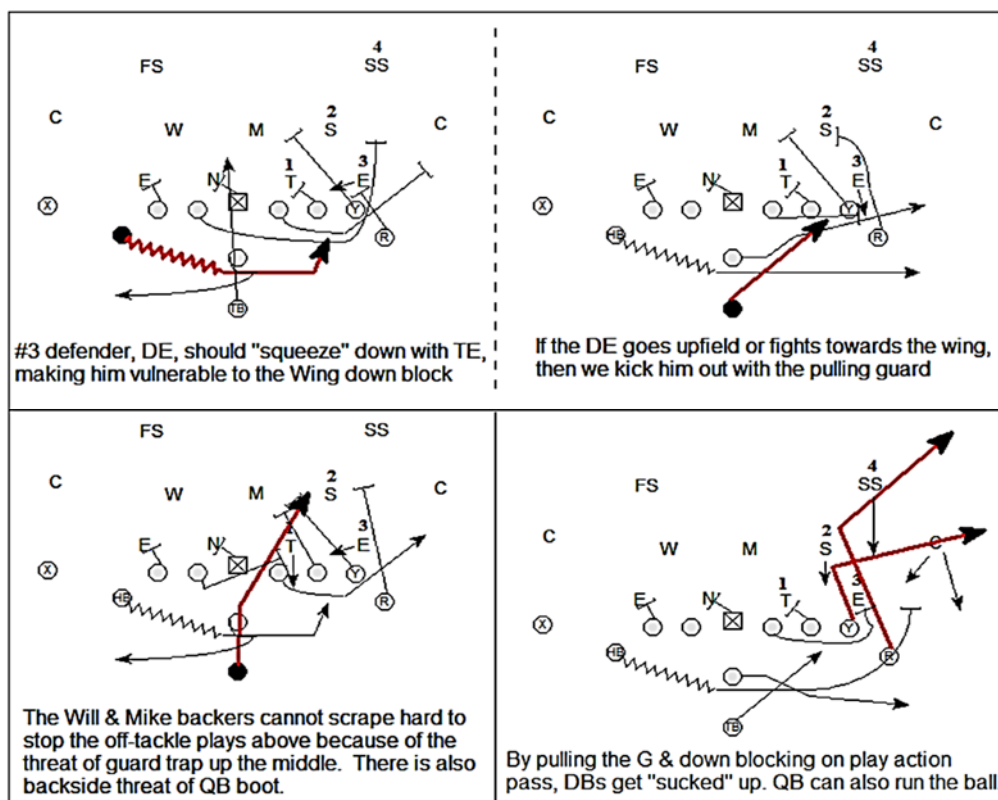 4
FS SS
2
C W M S C
1 3
E N T E
X Y
R
TB
#3 defender, DE, should "squeeze" down with TE,
making him vulnerable to the Wing down block
4
FS SS
2
C W M S C
1 3
E N T E
X Y
HB R
If the DE goes upfield or fights towards the wing,
then we kick him out with the pulling guard
FS SS
2
C W M S C
1 3
E N T E
X Y
HB R
The Will & Mike backers cannot scrape hard to
stop the off-tackle plays above because of the
threat of guard trap up the middle. There is also
backside threat of QB boot.
4
FS SS
2
C W M S C
1 3
E N T E
X Y
HB R
TB
By pulling the G & down blocking on play action
pass, DBs get "sucked" up. QB can also run the ball